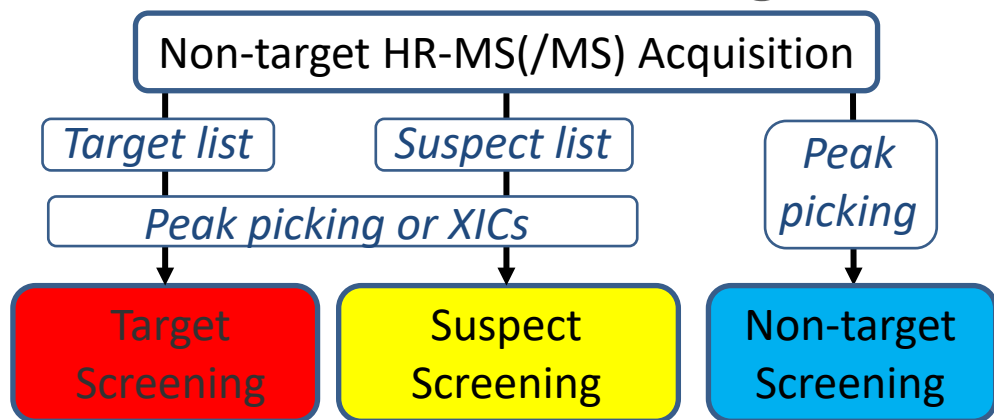 Non-target HR-MS(/MS) Acquisition
Target list
Suspect list
Peak
picking
Peak picking or XICs
Target
Screening
Suspect
Screening
Non-target
Screening